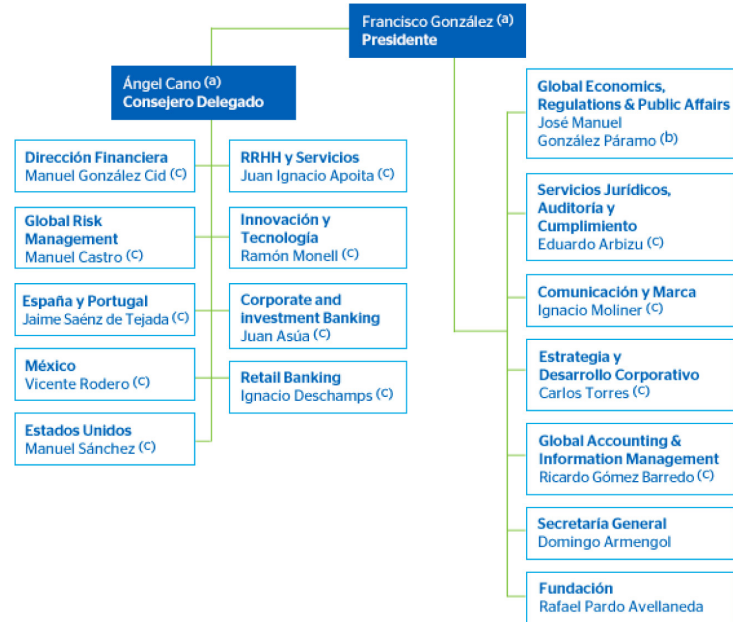 Francisco González (a)
Presidente
Ángel Cano (a)
Consejero Delegado
Dirección Financiera
Manuel González Cid (c)
RRHH y Servicios
Juan Ignacio Apoita (c)
Global Risk
Management
Manuel Castro (c)
Innovación y
Tecnología
Ramón Monell (c)
España y Portugal
Jaime Saénz de Tejada (c)
Corporate and
investment Banking
Juan Asúa (c)
México
Vicente Rodero (c)
Retail Banking
Ignacio Deschamps (c)
Estados Unidos
Manuel Sánchez (c)
Global Economics,
Regulations & Public Affairs
José Manuel
González Páramo (b)
Servicios Jurídicos,
Auditoría y
Cumplimiento
Eduardo Arbizu (c)
Comunicación y Marca
Ignacio Moliner (c)
Estrategia y
Desarrollo Corporativo
Carlos Torres (c)
Global Accounting &
Information Management
Ricardo Gómez Barredo (c)
Secretaría General
Domingo Armengol
Fundación
Rafael Pardo Avellaneda